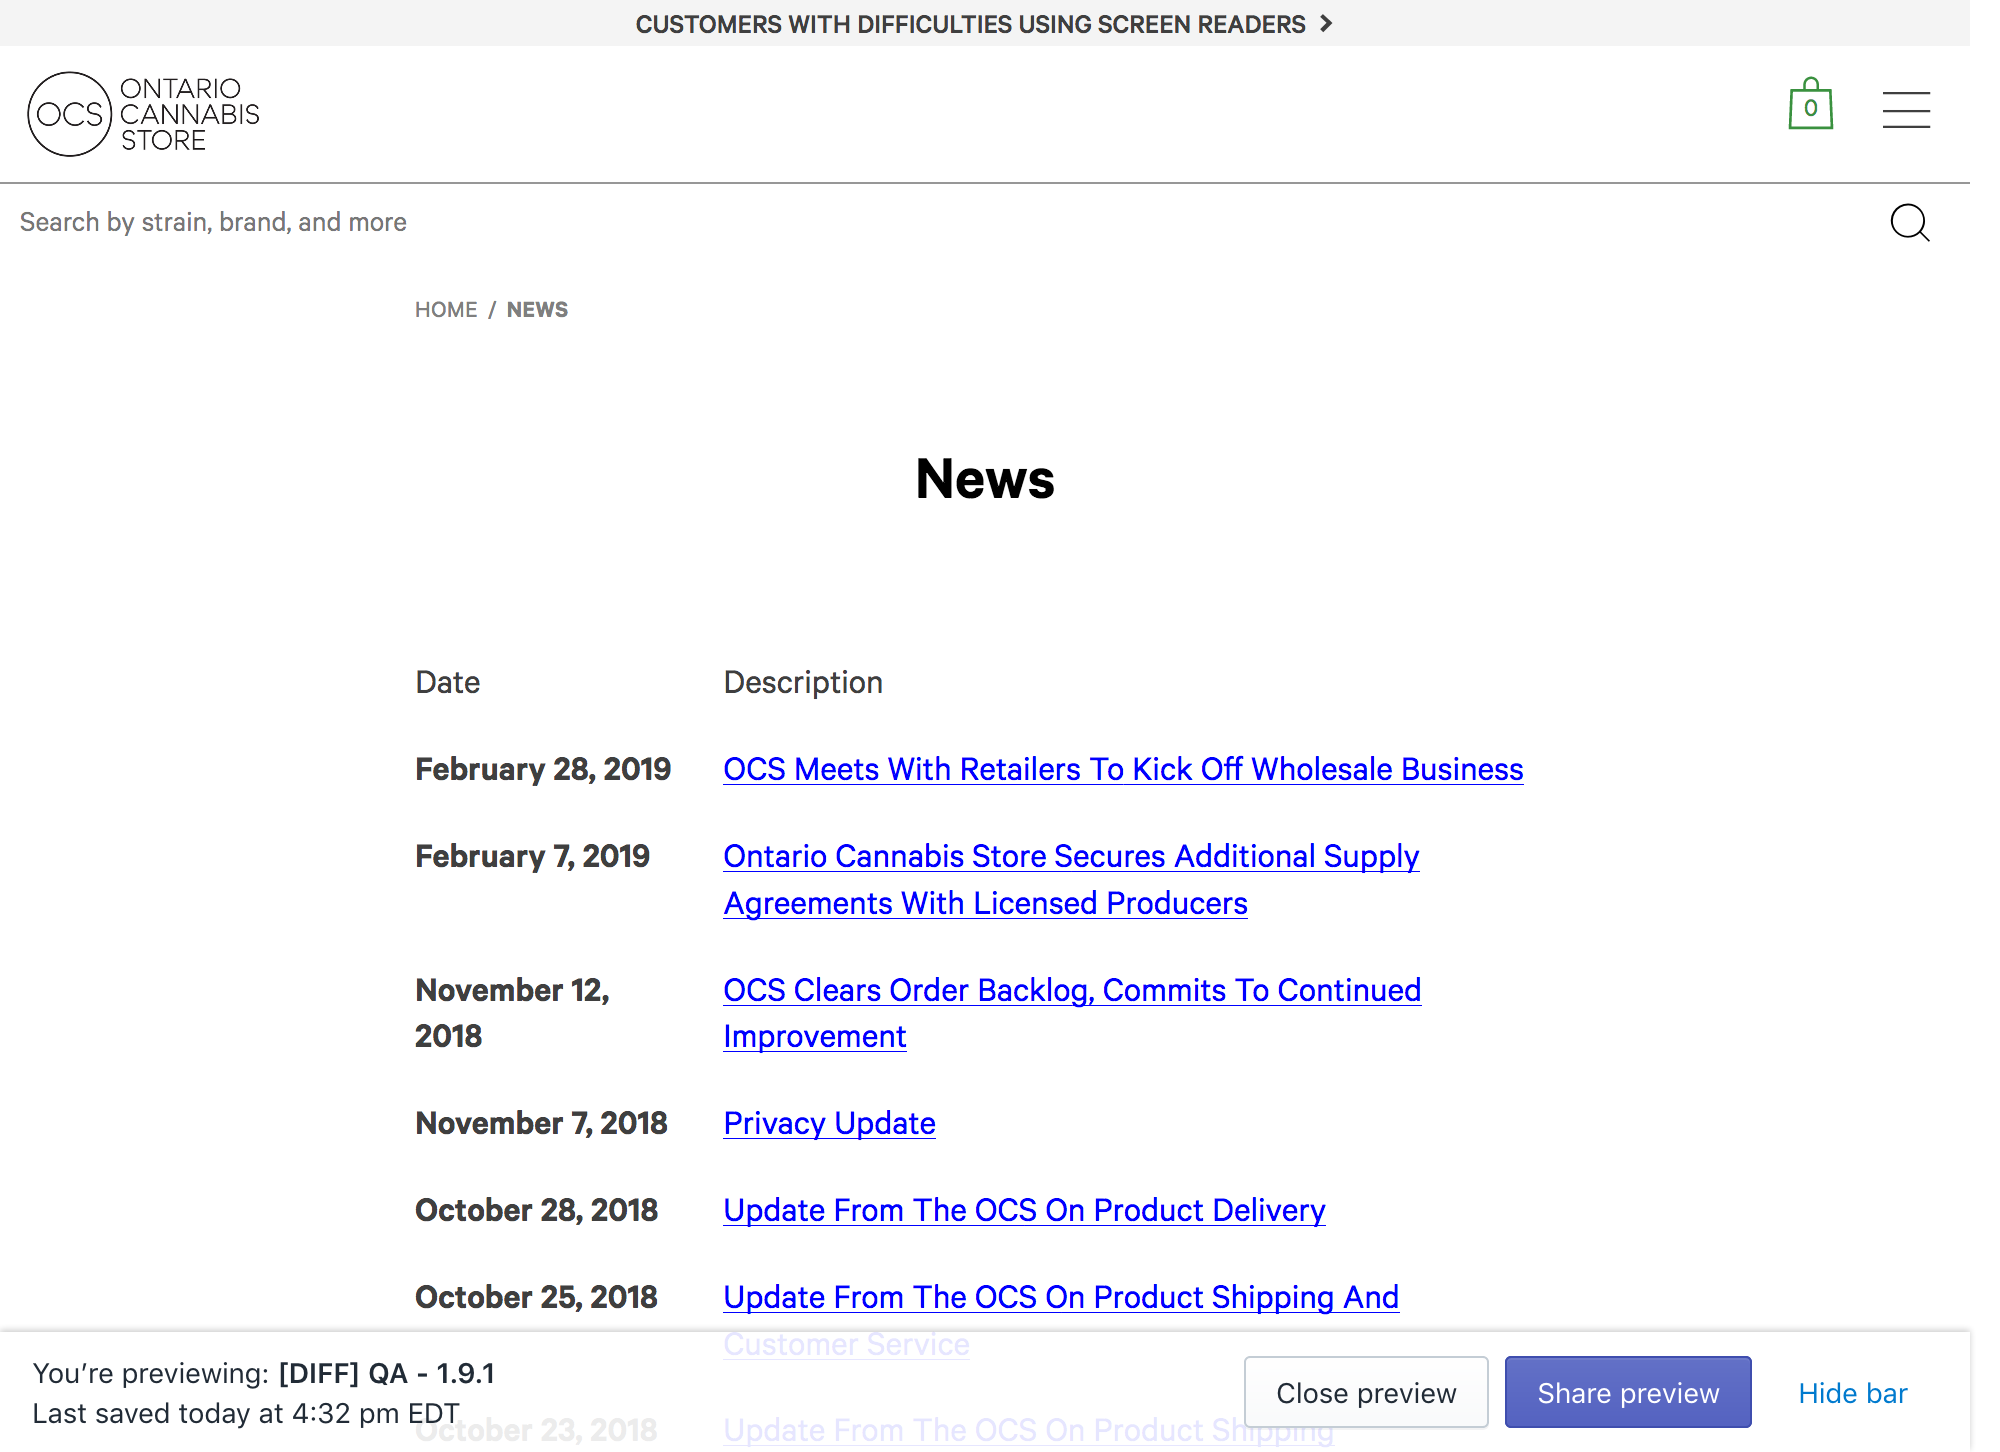 CUSTOMERS WITH DIFFICULTIES USING SCREEN READERS
OCS
ONTARIO
CANNABIS
STORE
0
Search by strain, brand, and more
HOME / NEWS
News
Date Description
February 28, 2019 OCS Meets With Retailers To Kick Off Wholesale Business
February 7, 2019 Ontario Cannabis Store Secures Additional Supply
Agreements With Licensed Producers
November 12, OCS Clears Order Backlog, Commits To Continued
2018 Improvement
November 7, 2018 Privacy Update
October 28, 2018 Update From The OCS On Product Delivery
October 25, 2018 Update From The OCS On Product Shipping And
Customer Service
You're previewing: [DIFF] QA - 1.9.1
Last saved today at 4:32 pm EDT
Close preview
Share preview
Hide bar
October 23, 2018 Update From The OCS On Product Shipping